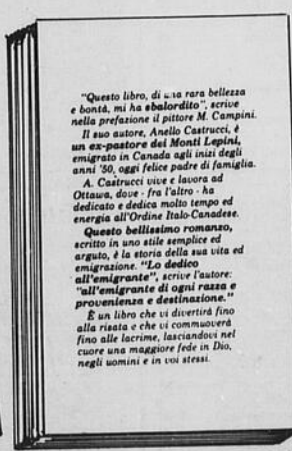 "Questo libro, di una rara bellezza
e bontà, mi ha sbalordito", scrive
nella prefazione il pittore M. Campini.
Il suo autore, Anello Castrucci, è
un ex-pastore dei Monti Lepini,
emigrato in Canada agli inizi degli
anni '50, oggi felice padre di famiglia.
A. Castrucci vive e lavora ad
Ottawa, dove - fra l'altro - ha
dedicato e dedica molto tempo ed
energia all'Ordine Italo-Canadese.
Questo bellissimo romanzo,
scritto in uno stile semplice ed
arguto, è la storia della sua vita ed
emigrazione. "Lo dedico
all'emigrante", scrive l'autore:
"all'emigrante di ogni razza e
provenienza e destinazione."
È un libro che vi divertirà fino
alla risata e che vi commuoverà
fino alle lacrime, lasciandovi nel
cuore una maggiore fede in Dio,
negli uomini e in voi stessi.